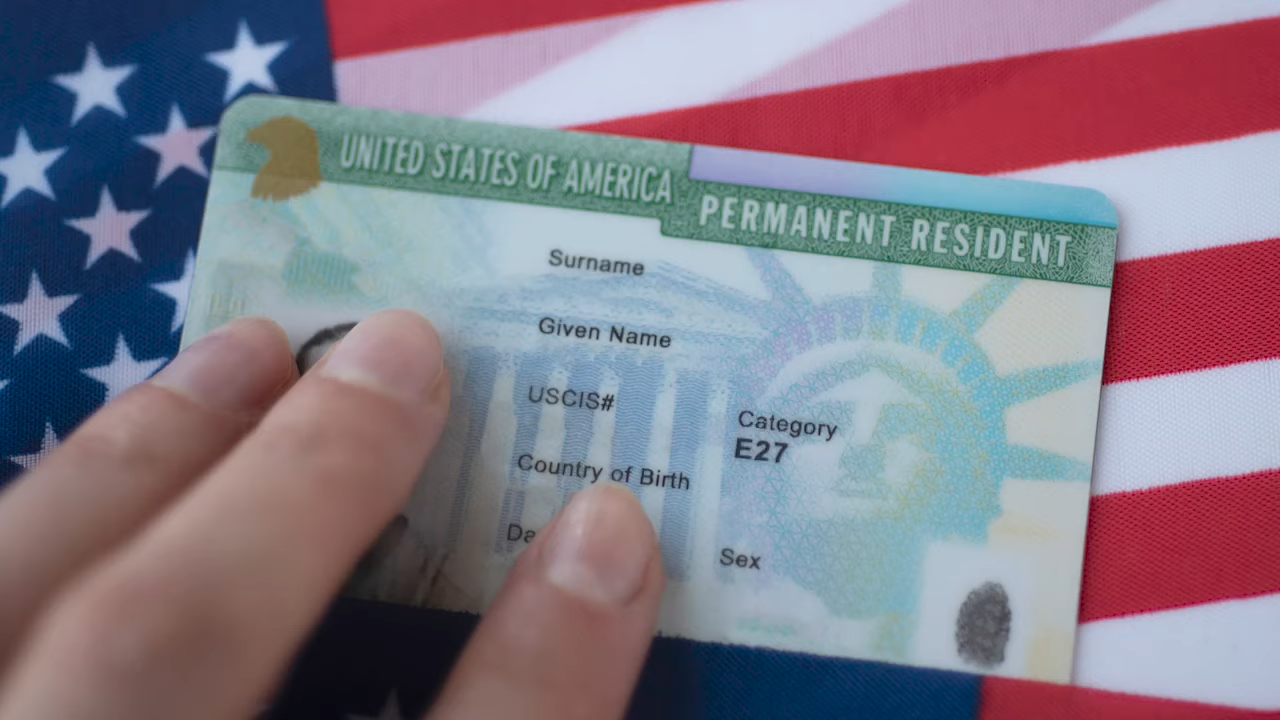 UNITED STATES OF AMERICA
PERMANENT RESIDENT
Surname
Given Name
USCIS#
Category
E27
Country of Birth
Sex